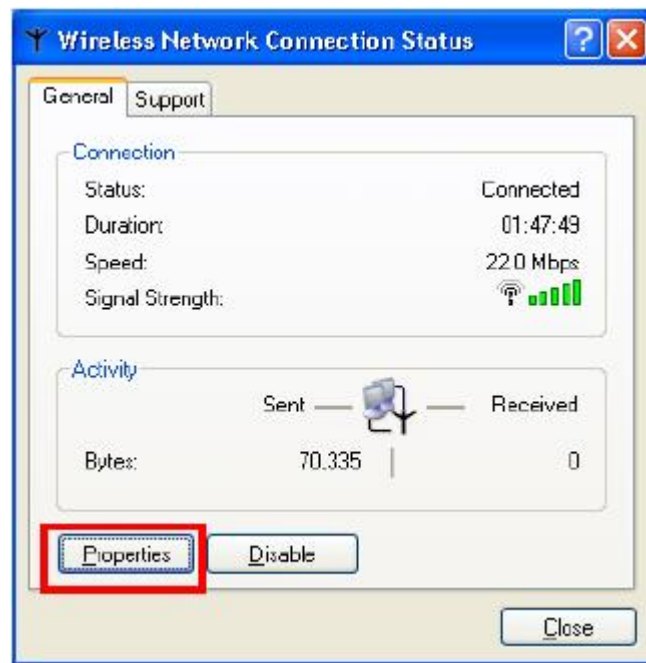 Wireless Network Connection Status
General Support
Connection
Status: Connected
Duration: 01:47:49
Speed: 22.0 Mbps
Signal Strength:
Activity
Sent Received
Bytes: 70,335 0
Properties Disable
Close